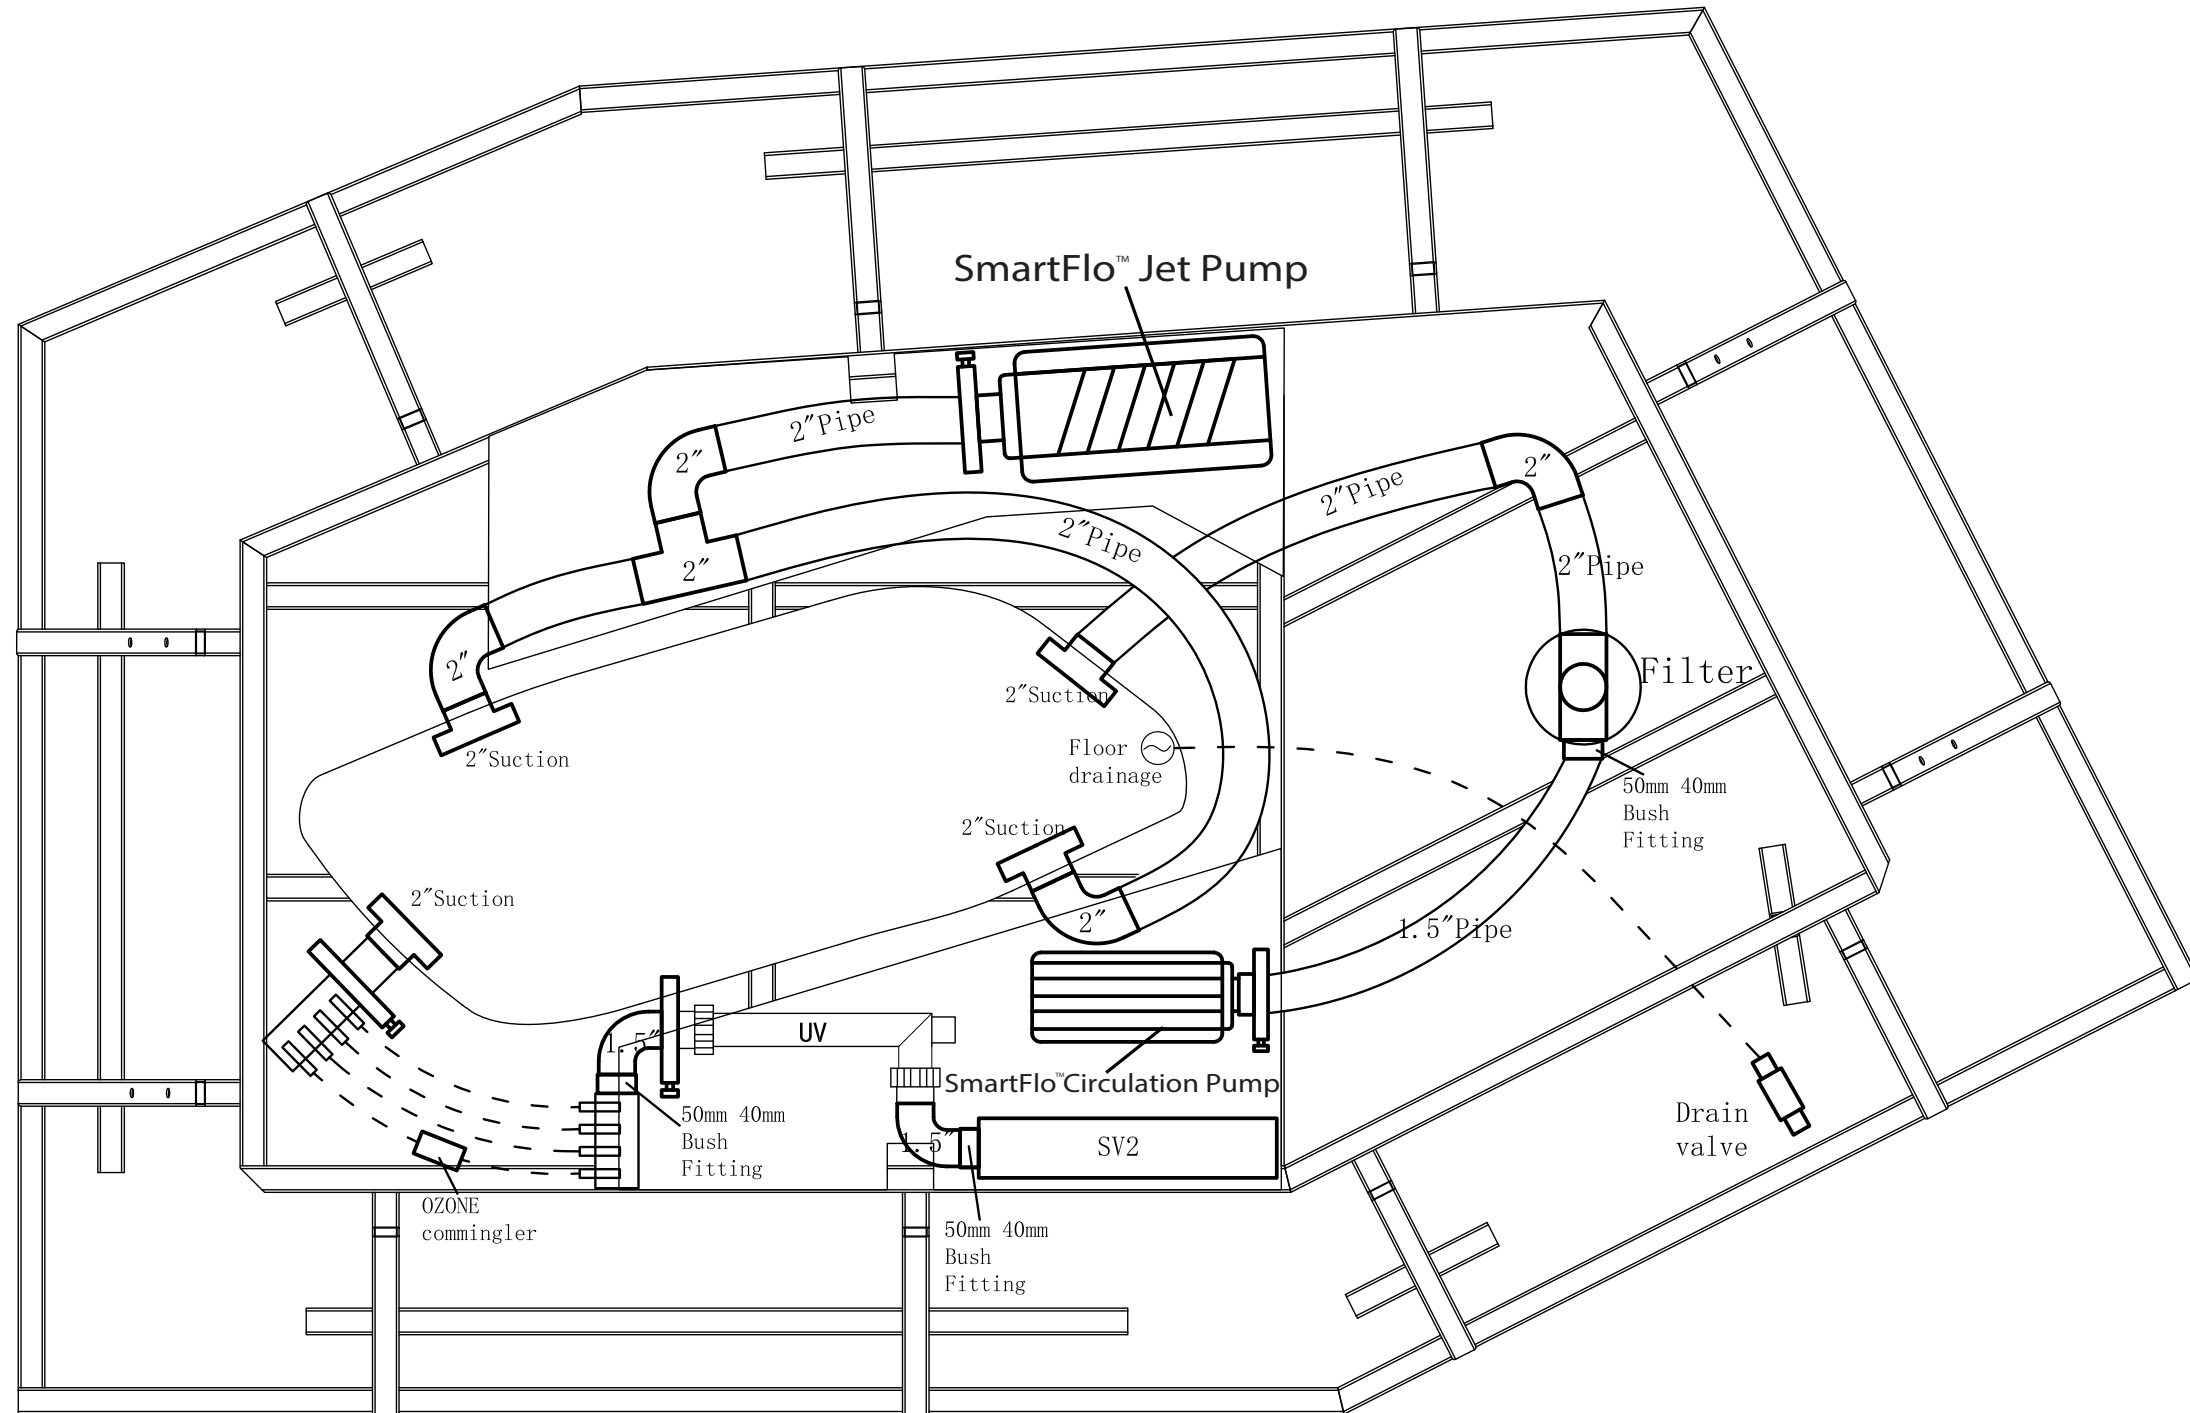 SmartFlo™ Jet Pump
2"Pipe
2"
2"
2"Pipe
2"Pipe
2"
2"Pipe
2"
2"Suction
2"Suction
Filter
Floor
drainage
50mm 40mm
Bush
Fitting
2"Suction
2"
2"Suction
1.5"Pipe
1.5"
UV
SmartFlo™Circulation Pump
50mm 40mm
Bush
Fitting
1.5"
SV2
Drain
valve
OZONE
commingler
50mm 40mm
Bush
Fitting